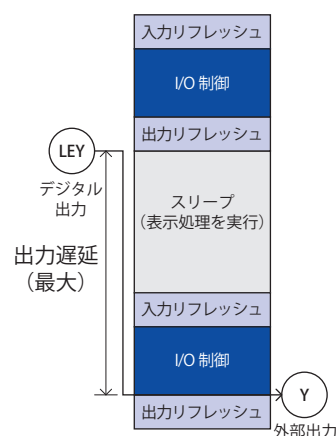 入力リフレッシュ
I/O 制御
出力リフレッシュ
LEY
デジタル
出力
スリープ
(表示処理を実行)
出力遅延
(最大)
入力リフレッシュ
I/O 制御
Y
出力リフレッシュ
外部出力